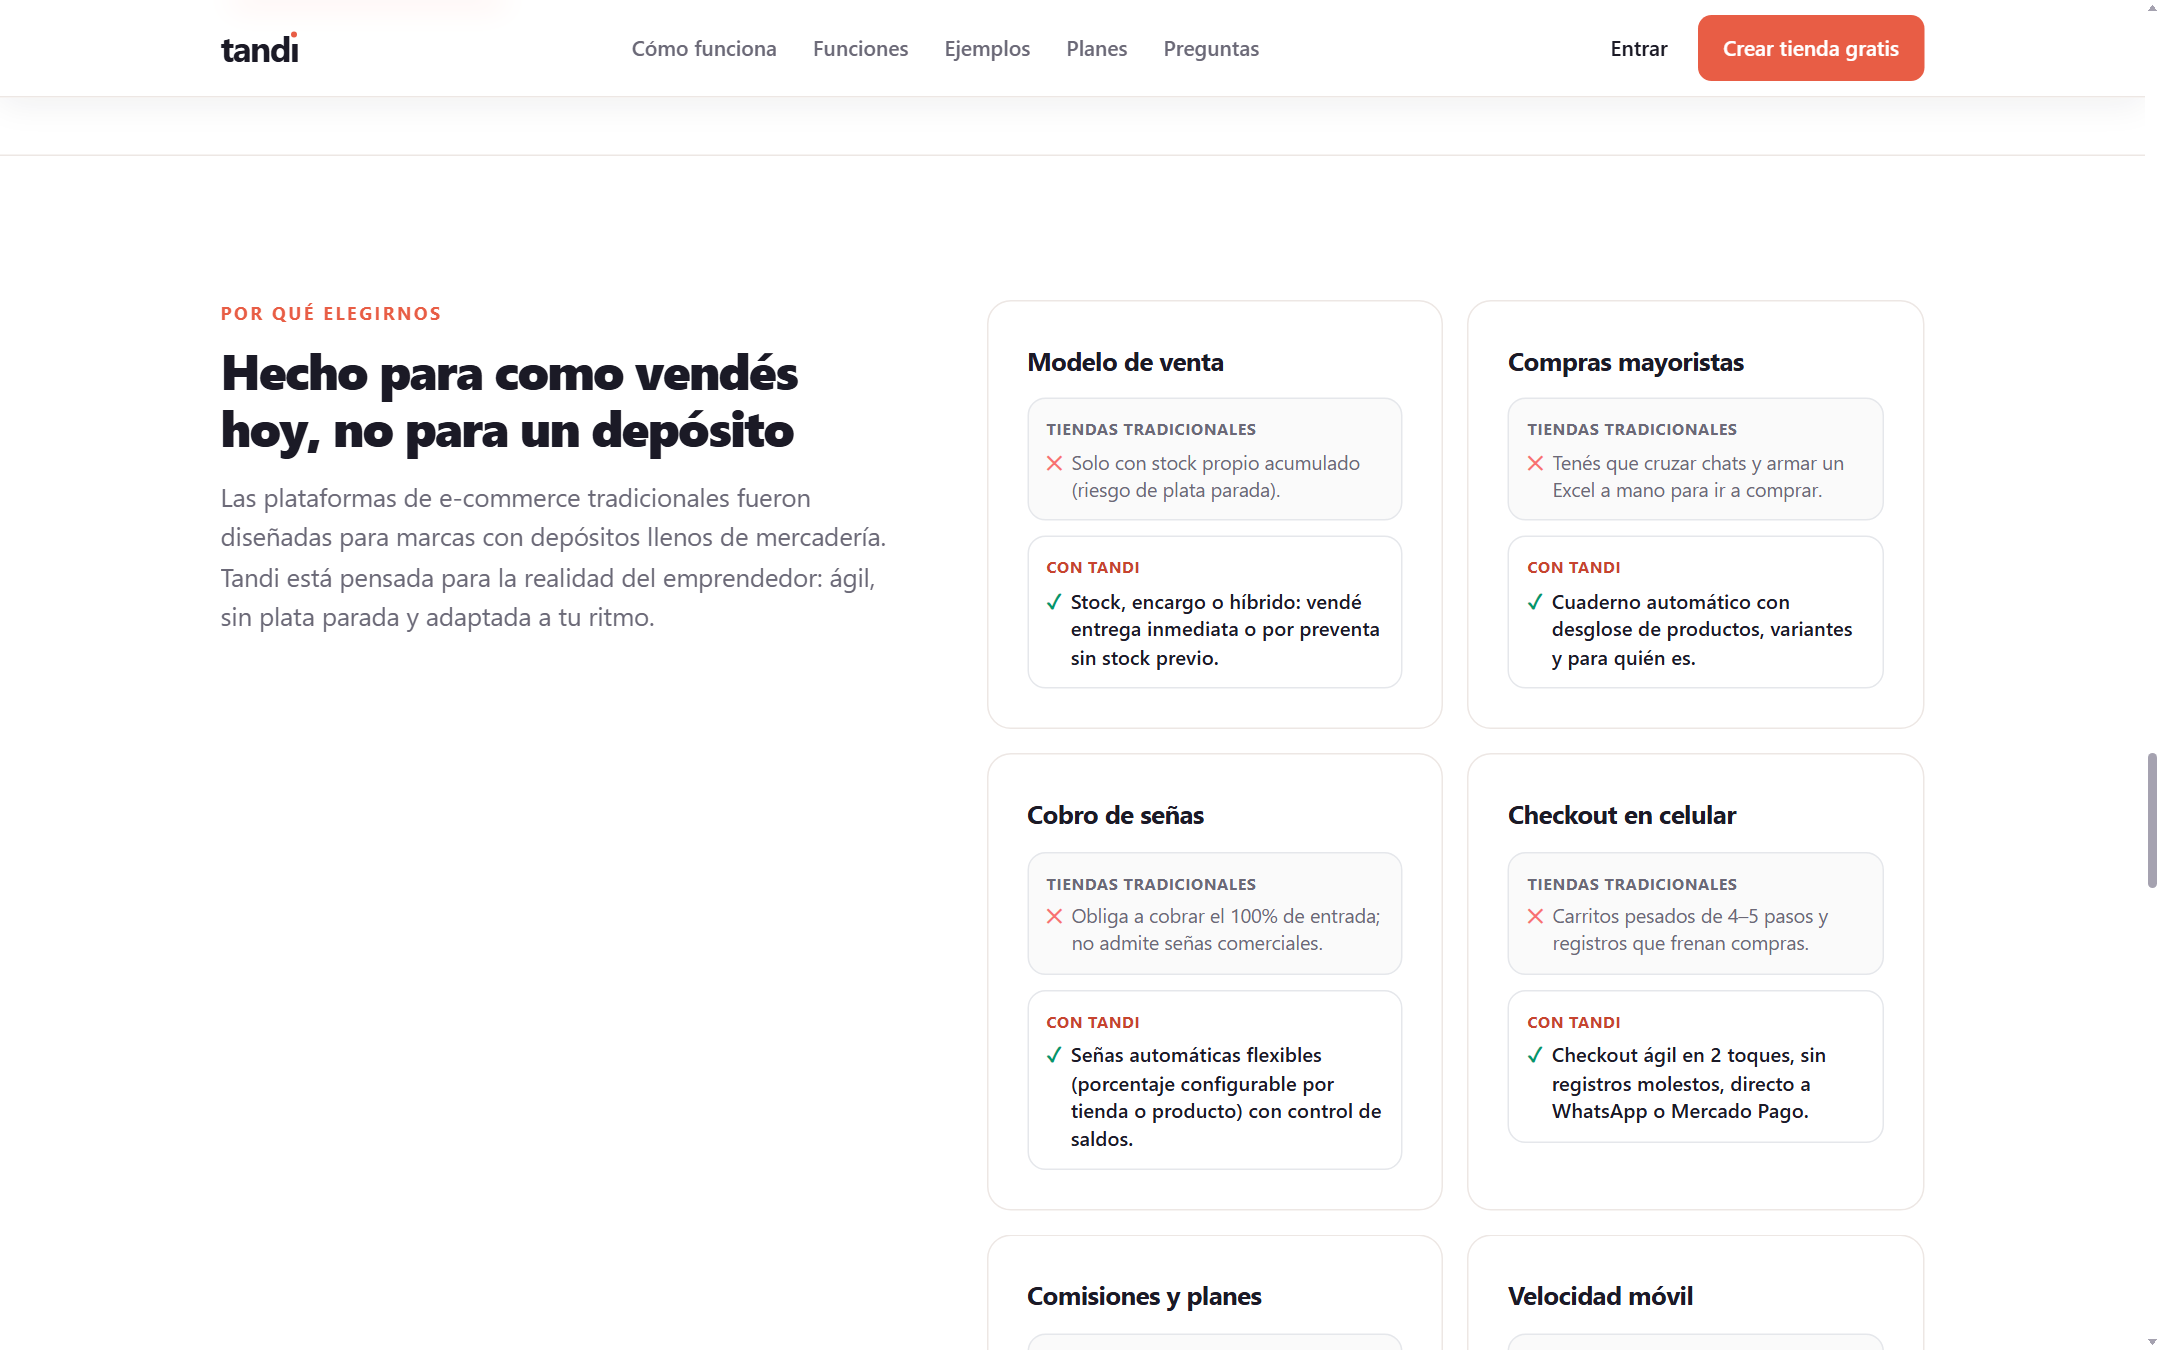 tandi
Cómo funciona
Funciones
Ejemplos
Planes
Preguntas
Entrar
Crear tienda gratis
POR QUÉ ELEGIRNOS
Hecho para como vendés
hoy, no para un depósito
Las plataformas de e-commerce tradicionales fueron
diseñadas para marcas con depósitos llenos de mercadería.
Tandi está pensada para la realidad del emprendedor: ágil,
sin plata parada y adaptada a tu ritmo.
Modelo de venta
TIENDAS TRADICIONALES
Solo con stock propio acumulado
(riesgo de plata parada).
CON TANDI
✓ Stock, encargo o híbrido: vendé
entrega inmediata o por preventa
sin stock previo.
Compras mayoristas
TIENDAS TRADICIONALES
Tenés que cruzar chats y armar un
Excel a mano para ir a comprar.
CON TANDI
✓ Cuaderno automático con
desglose de productos, variantes
y para quién es.
Cobro de señas
TIENDAS TRADICIONALES
Obliga a cobrar el 100% de entrada;
no admite señas comerciales.
CON TANDI
✓ Señas automáticas flexibles
(porcentaje configurable por
tienda o producto) con control de
saldos.
Checkout en celular
TIENDAS TRADICIONALES
Carritos pesados de 4–5 pasos y
registros que frenan compras.
CON TANDI
✓ Checkout ágil en 2 toques, sin
registros molestos, directo a
WhatsApp o Mercado Pago.
Comisiones y planes
Velocidad móvil